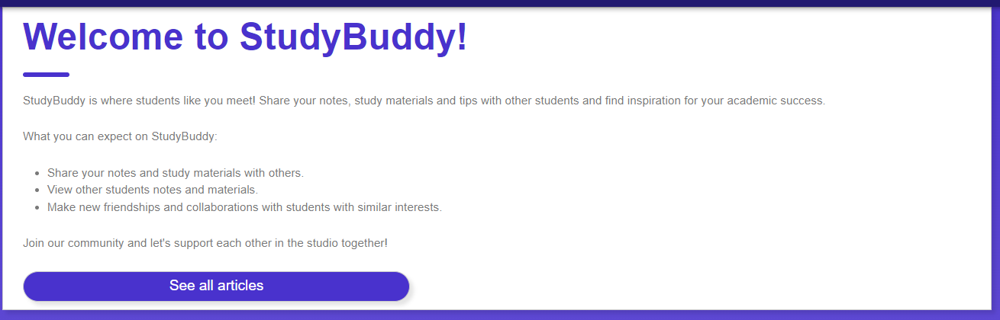 Welcome to StudyBuddy!
StudyBuddy is where students like you meet! Share your notes, study materials and tips with other students and find inspiration for your academic success.
What you can expect on StudyBuddy:
Share your notes and study materials with others.
View other students notes and materials.
Make new friendships and collaborations with students with similar interests.
Join our community and let's support each other in the studio together!
See all articles